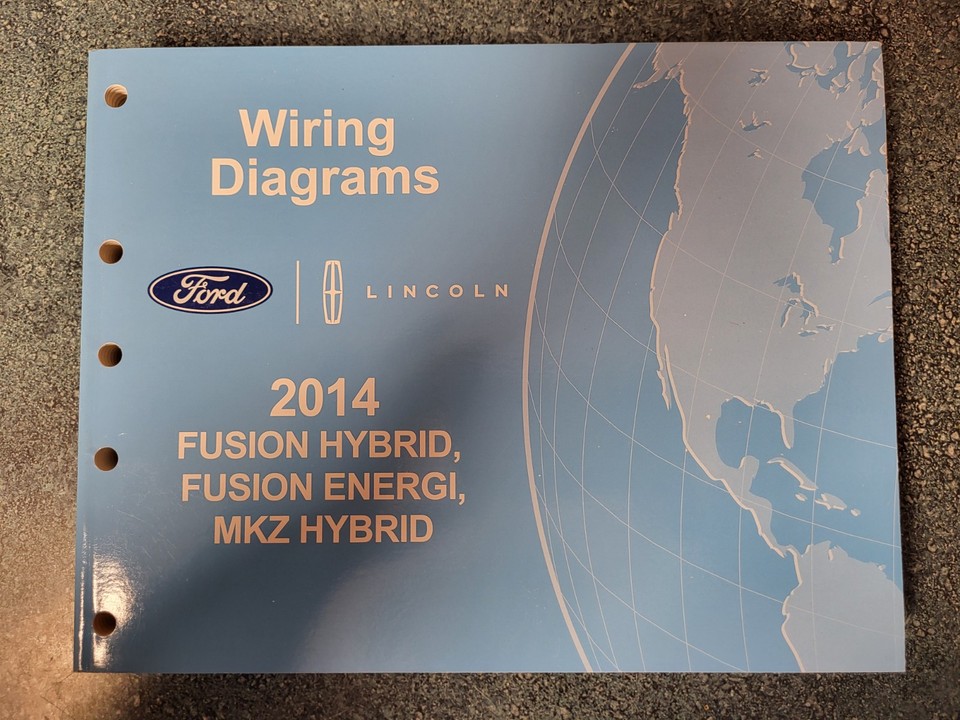 Wiring
Diagrams
Ford
LINCOLN
2014
FUSION HYBRID,
FUSION ENERGI,
MKZ HYBRID